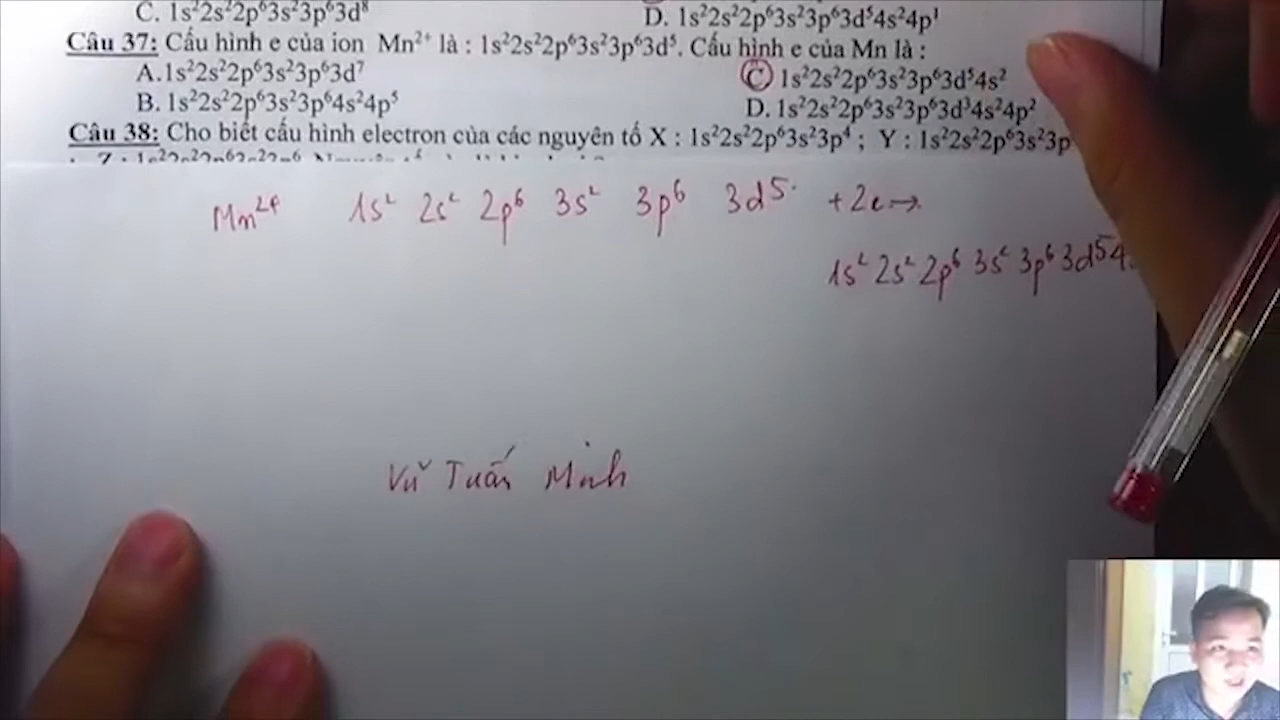 C. 1s²2s²2p⁶3s²3p⁶3d⁸
D. 1s²2s²2p⁶3s²3p⁶3d⁵4s²4p¹
Câu 37: Cấu hình e của ion Mn²⁺ là : 1s²2s²2p⁶3s²3p⁶3d⁵. Cấu hình e của Mn là :
A.1s²2s²2p⁶3s²3p⁶3d⁷
C 1s²2s²2p⁶3s²3p⁶3d⁵4s²
B. 1s²2s²2p⁶3s²3p⁶4s²4p⁵
D. 1s²2s²2p⁶3s²3p⁶3d³4s²4p²
Câu 38: Cho biết cấu hình electron của các nguyên tố X : 1s²2s²2p⁶3s²3p⁴ ; Y : 1s²2s²2p⁶3s²3p
Mn²⁺ 1s² 2s² 2p⁶ 3s² 3p⁶ 3d⁵ +2e→
1s² 2s² 2p⁶ 3s² 3p⁶ 3d⁵ 4
Vũ Tuấn Minh